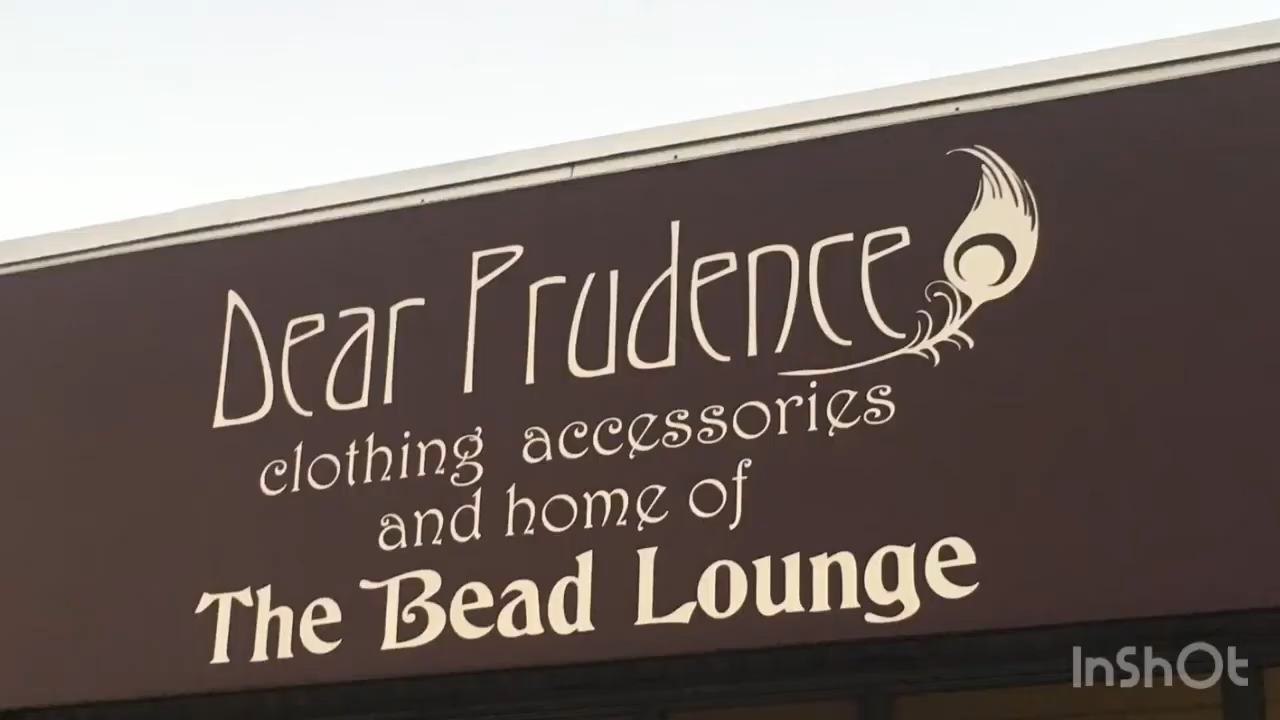 Dear Prudence
clothing accessories
and home of
The Bead Lounge
InShOt